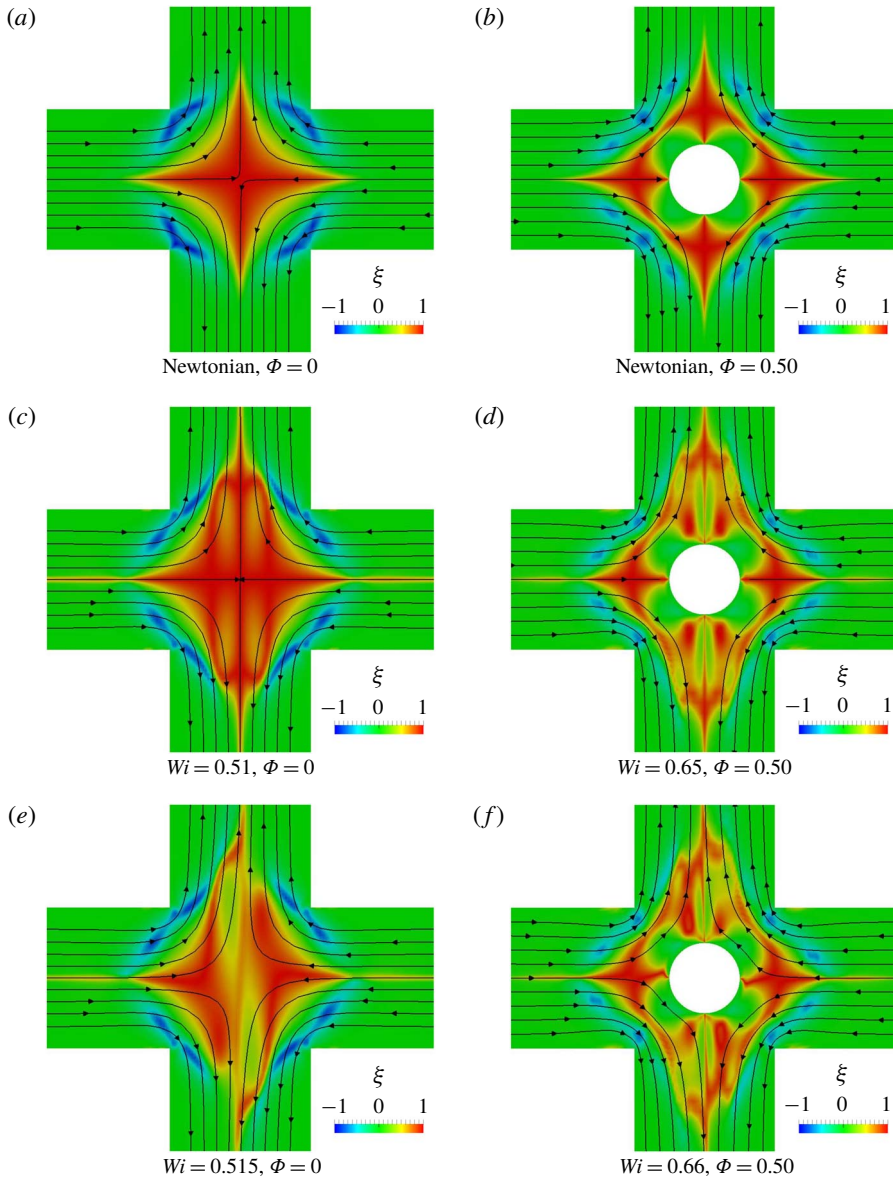 (a)
(b)
ξ
−1 0 1
ξ
−1 0 1
Newtonian, Φ = 0
Newtonian, Φ = 0.50
(c)
(d)
ξ
−1 0 1
ξ
−1 0 1
Wi = 0.51, Φ = 0
Wi = 0.65, Φ = 0.50
(e)
(f)
ξ
−1 0 1
ξ
−1 0 1
Wi = 0.515, Φ = 0
Wi = 0.66, Φ = 0.50